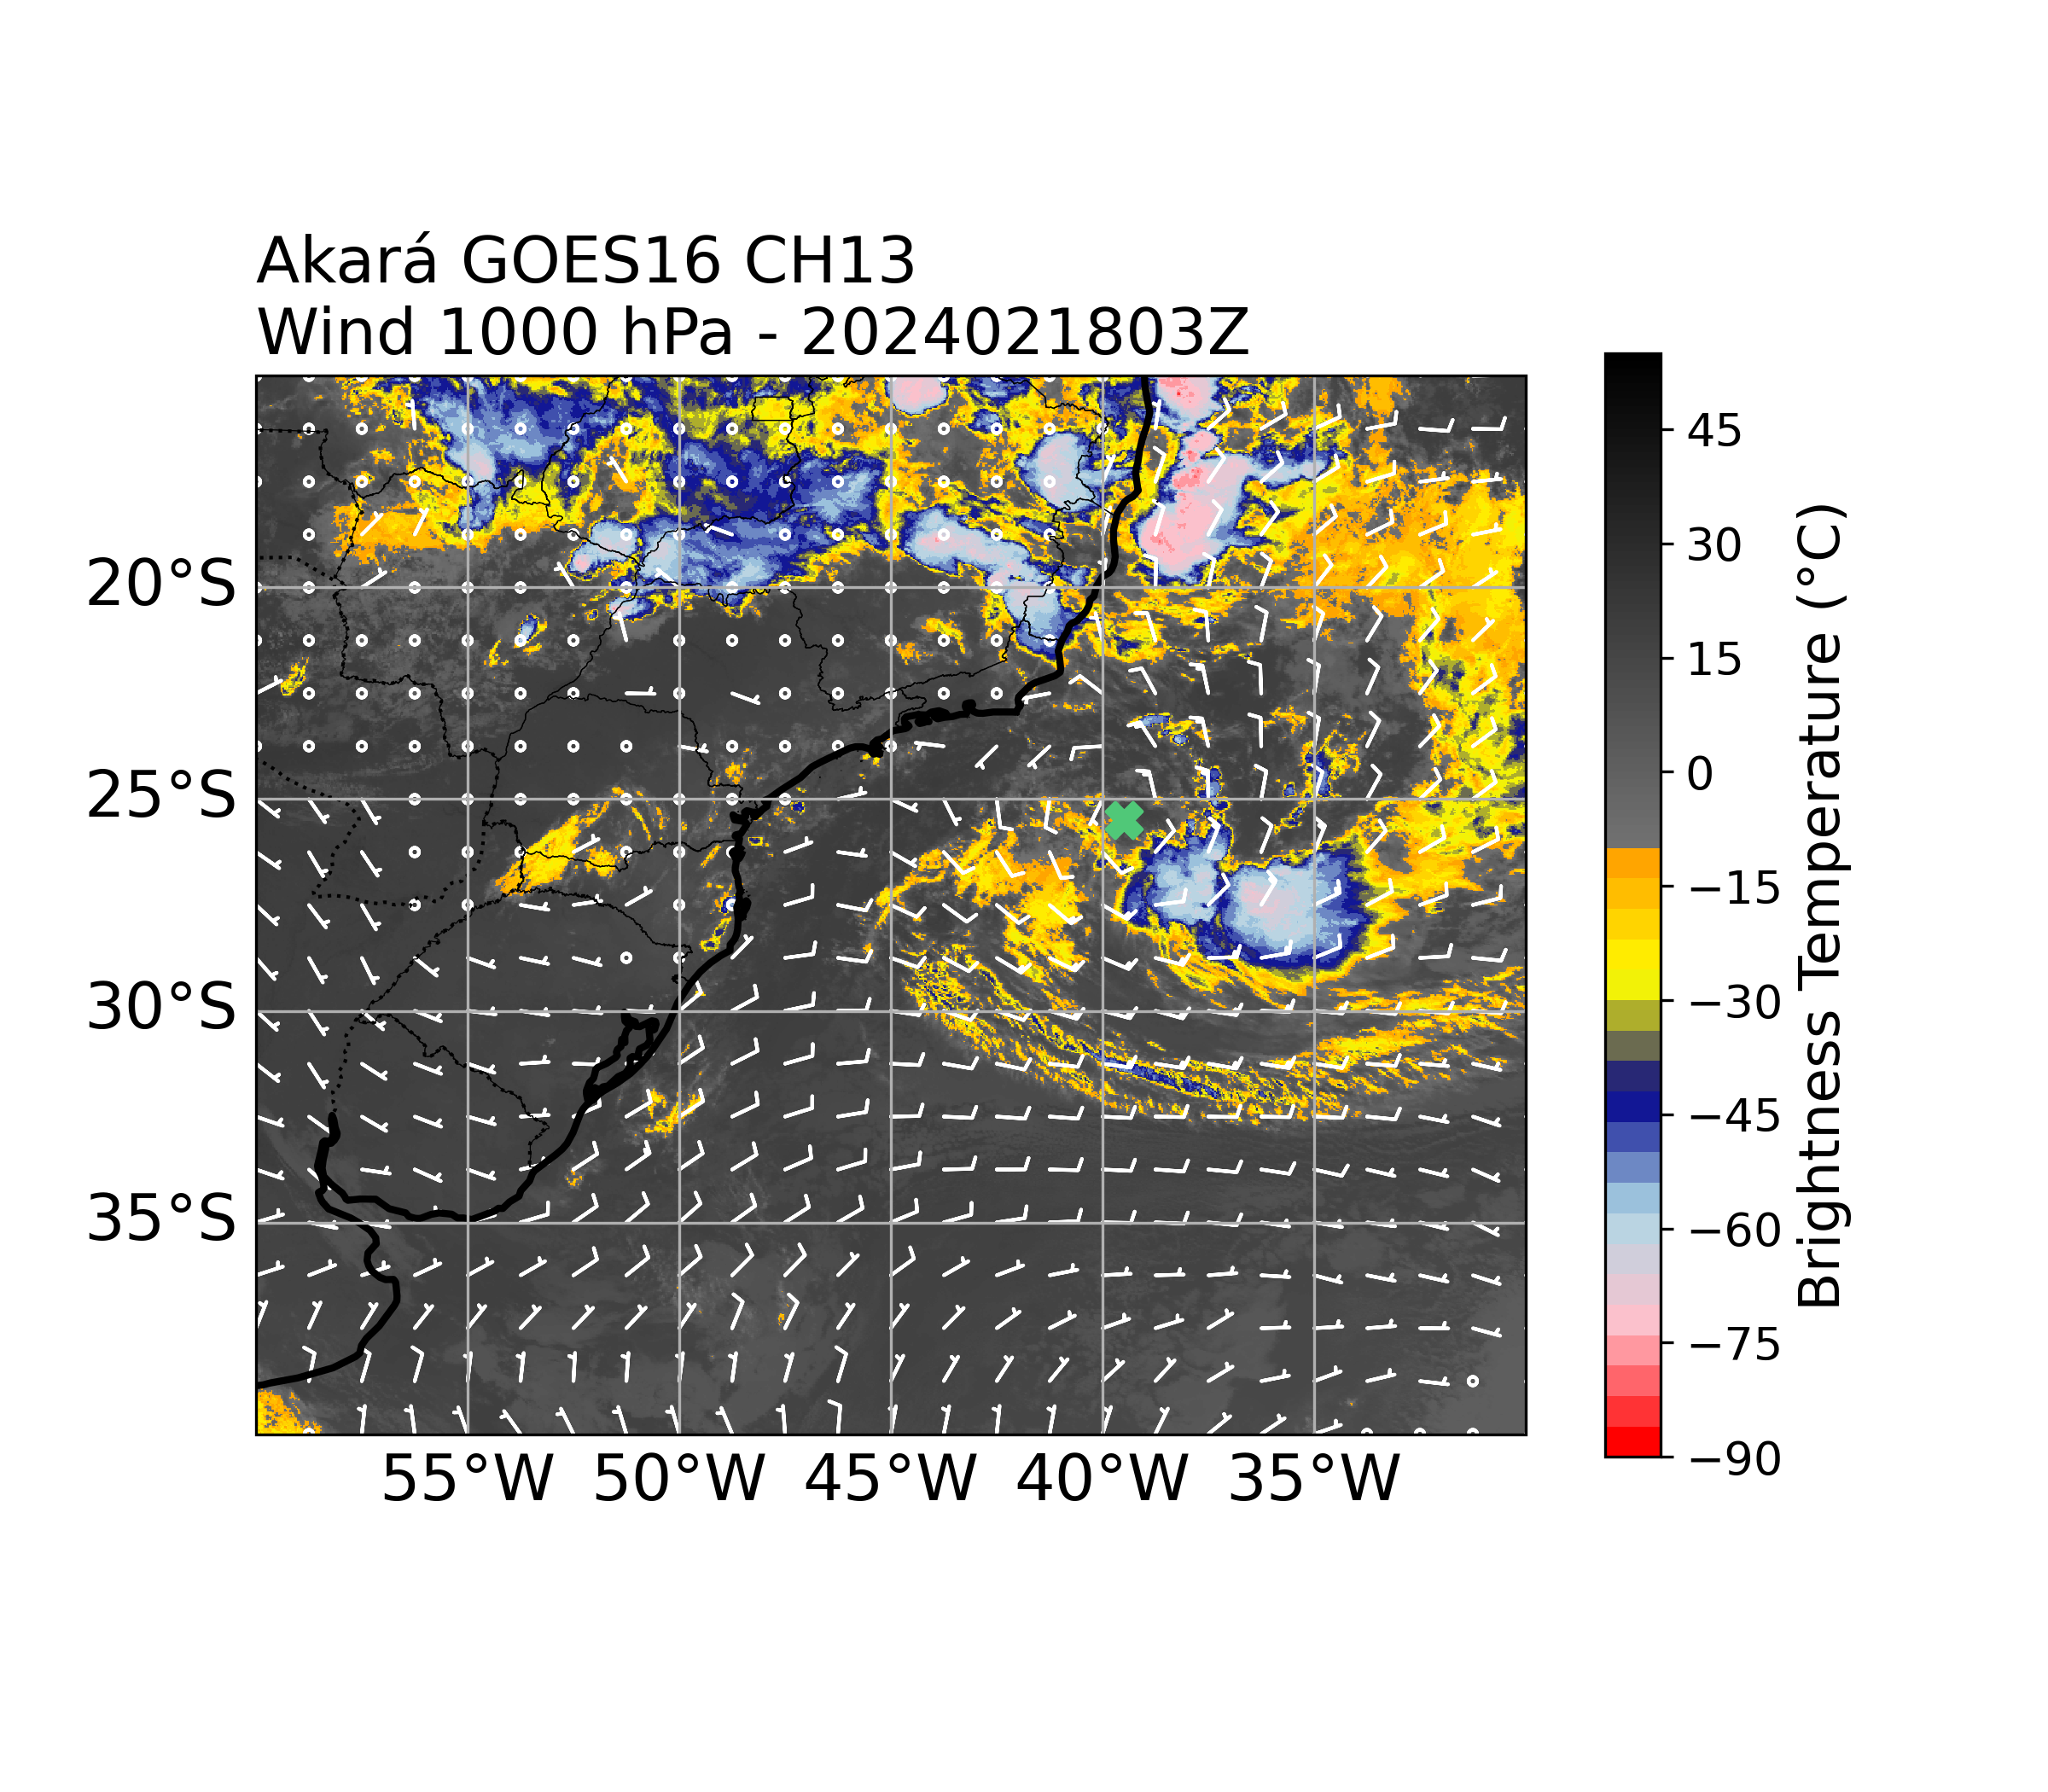 Akará GOES16 CH13
Wind 1000 hPa - 2024021803Z
20°S
25°S
30°S
35°S
55°W 50°W 45°W 40°W 35°W
45
30
15
0
−15
−30
−45
−60
−75
−90
Brightness Temperature (°C)